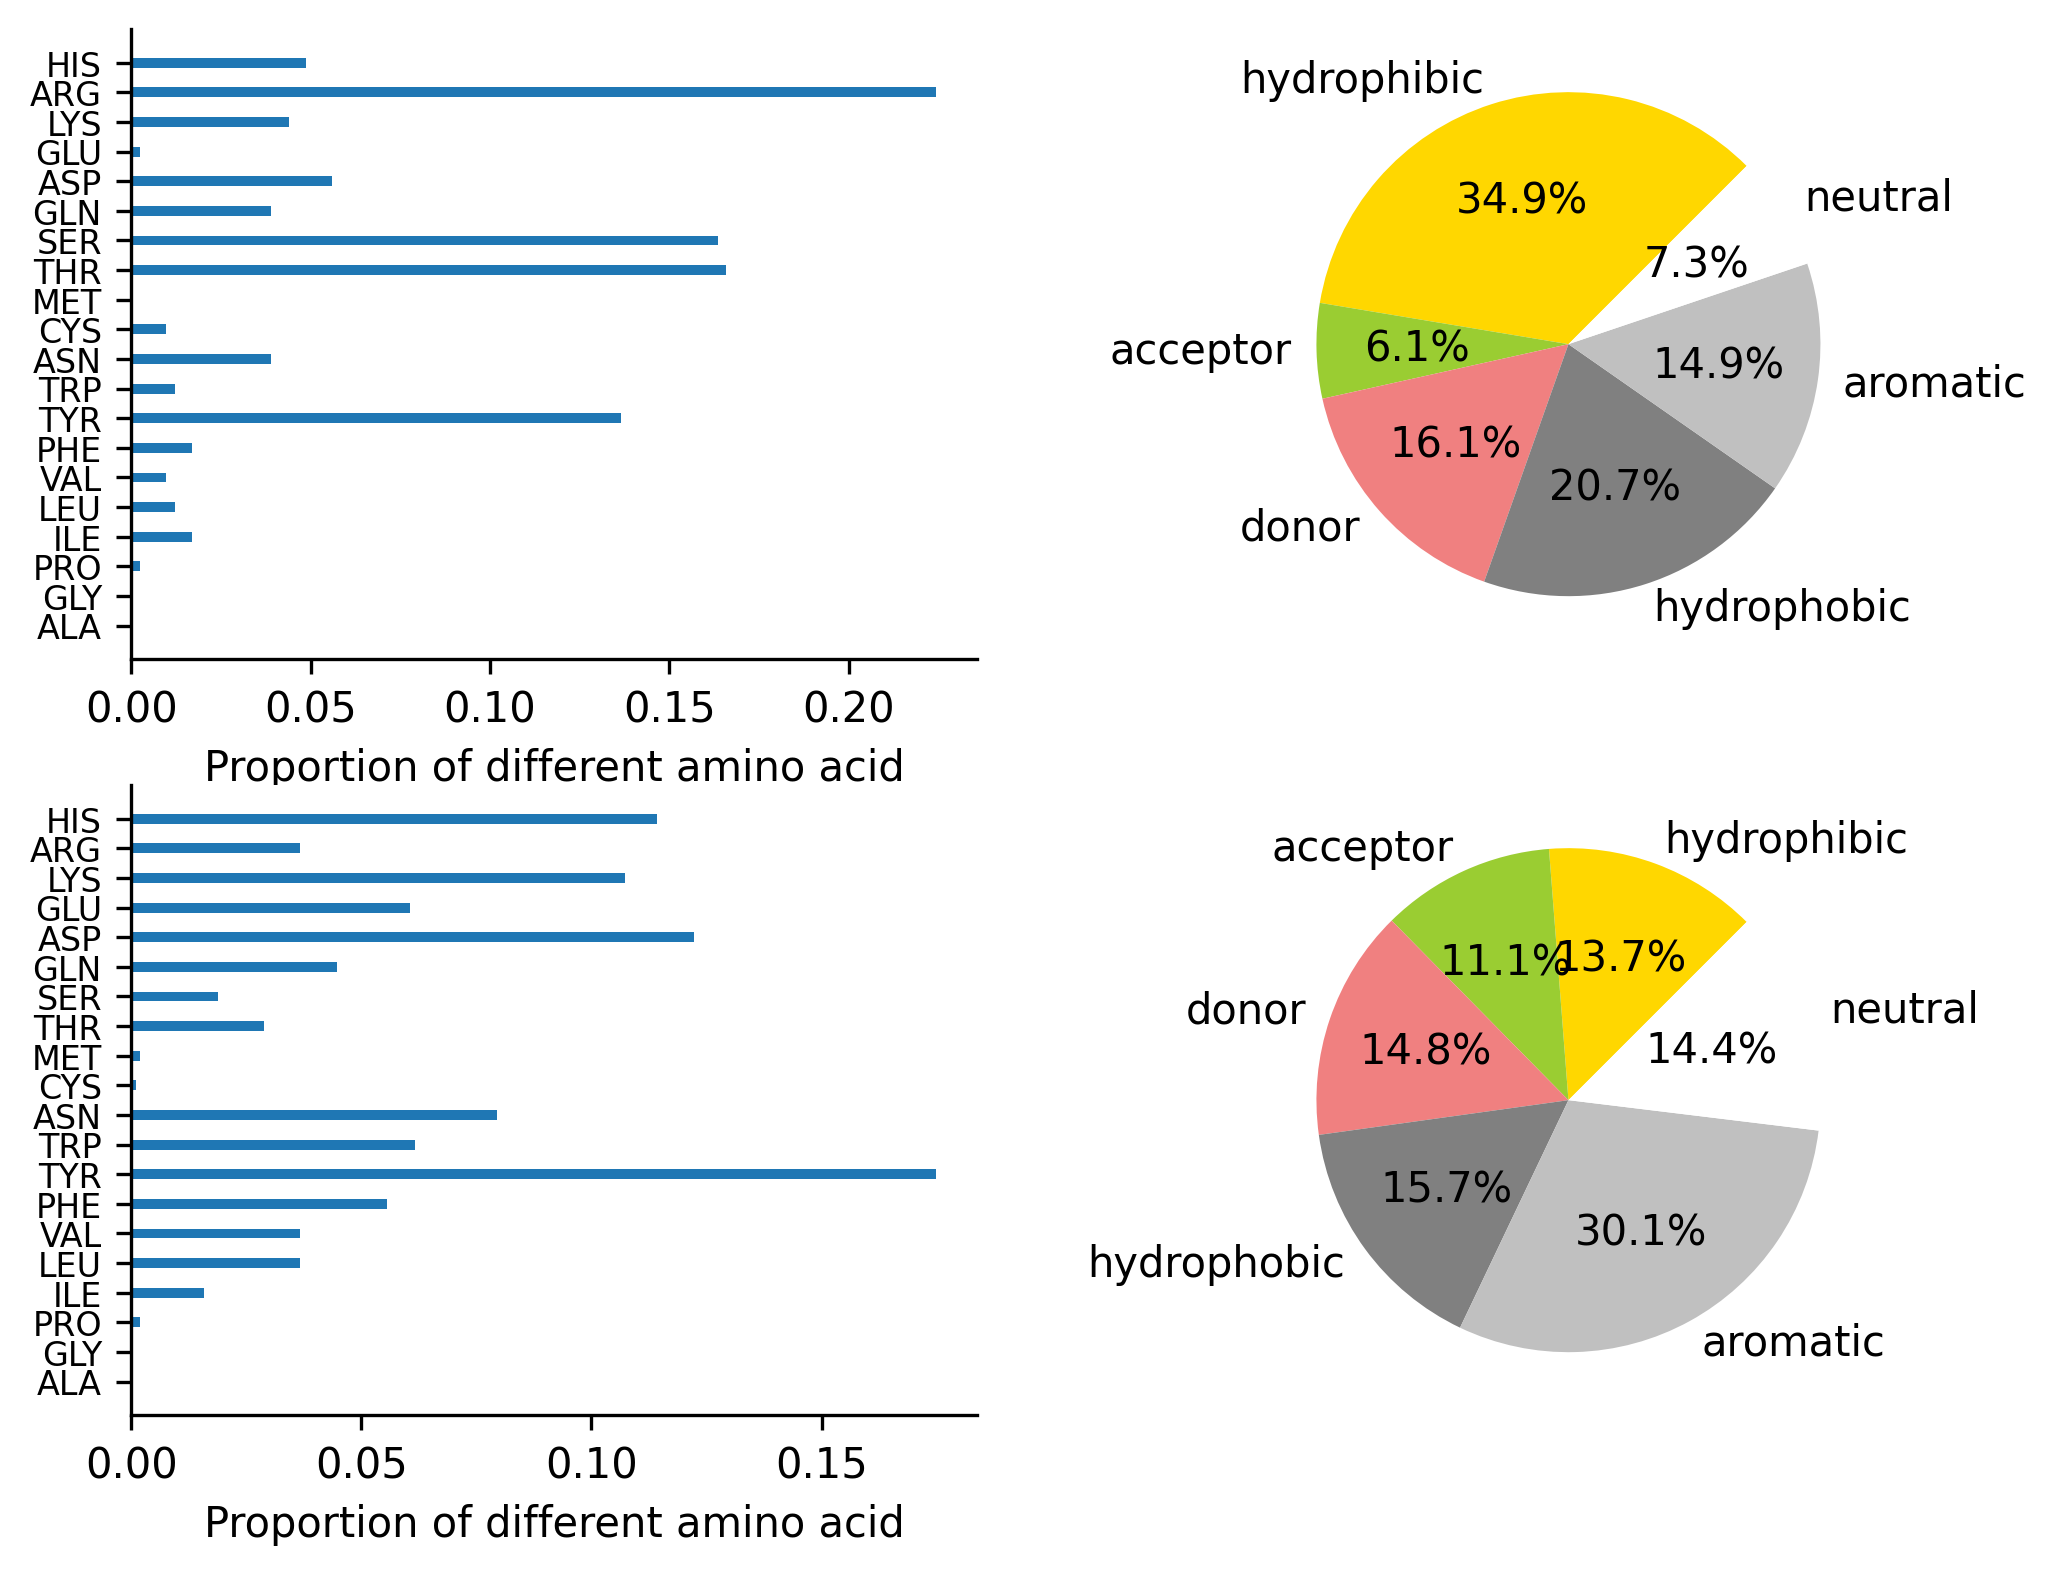 HIS
ARG
LYS
GLU
ASP
GLN
SER
THR
MET
CYS
ASN
TRP
TYR
PHE
VAL
LEU
ILE
PRO
GLY
ALA
0.00 0.05 0.10 0.15 0.20
Proportion of different amino acid
hydrophibic
34.9%
neutral
7.3%
acceptor
6.1%
14.9%
aromatic
16.1%
20.7%
donor
hydrophobic
HIS
ARG
LYS
GLU
ASP
GLN
SER
THR
MET
CYS
ASN
TRP
TYR
PHE
VAL
LEU
ILE
PRO
GLY
ALA
0.00 0.05 0.10 0.15
Proportion of different amino acid
hydrophibic
acceptor
11.1%
13.7%
donor
neutral
14.8%
14.4%
15.7%
30.1%
hydrophobic
aromatic